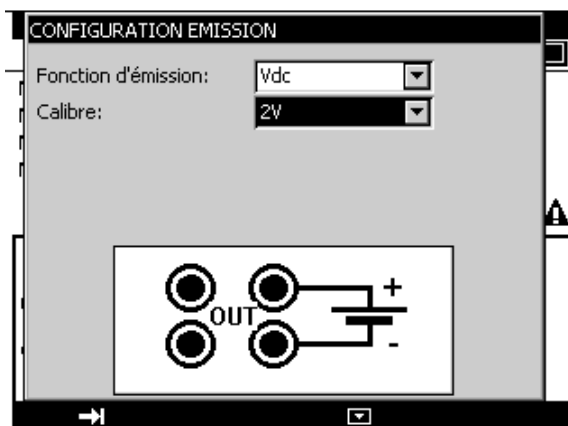 CONFIGURATION EMISSION
Fonction d'émission: Vdc
Calibre: 2V
+
OUT
-